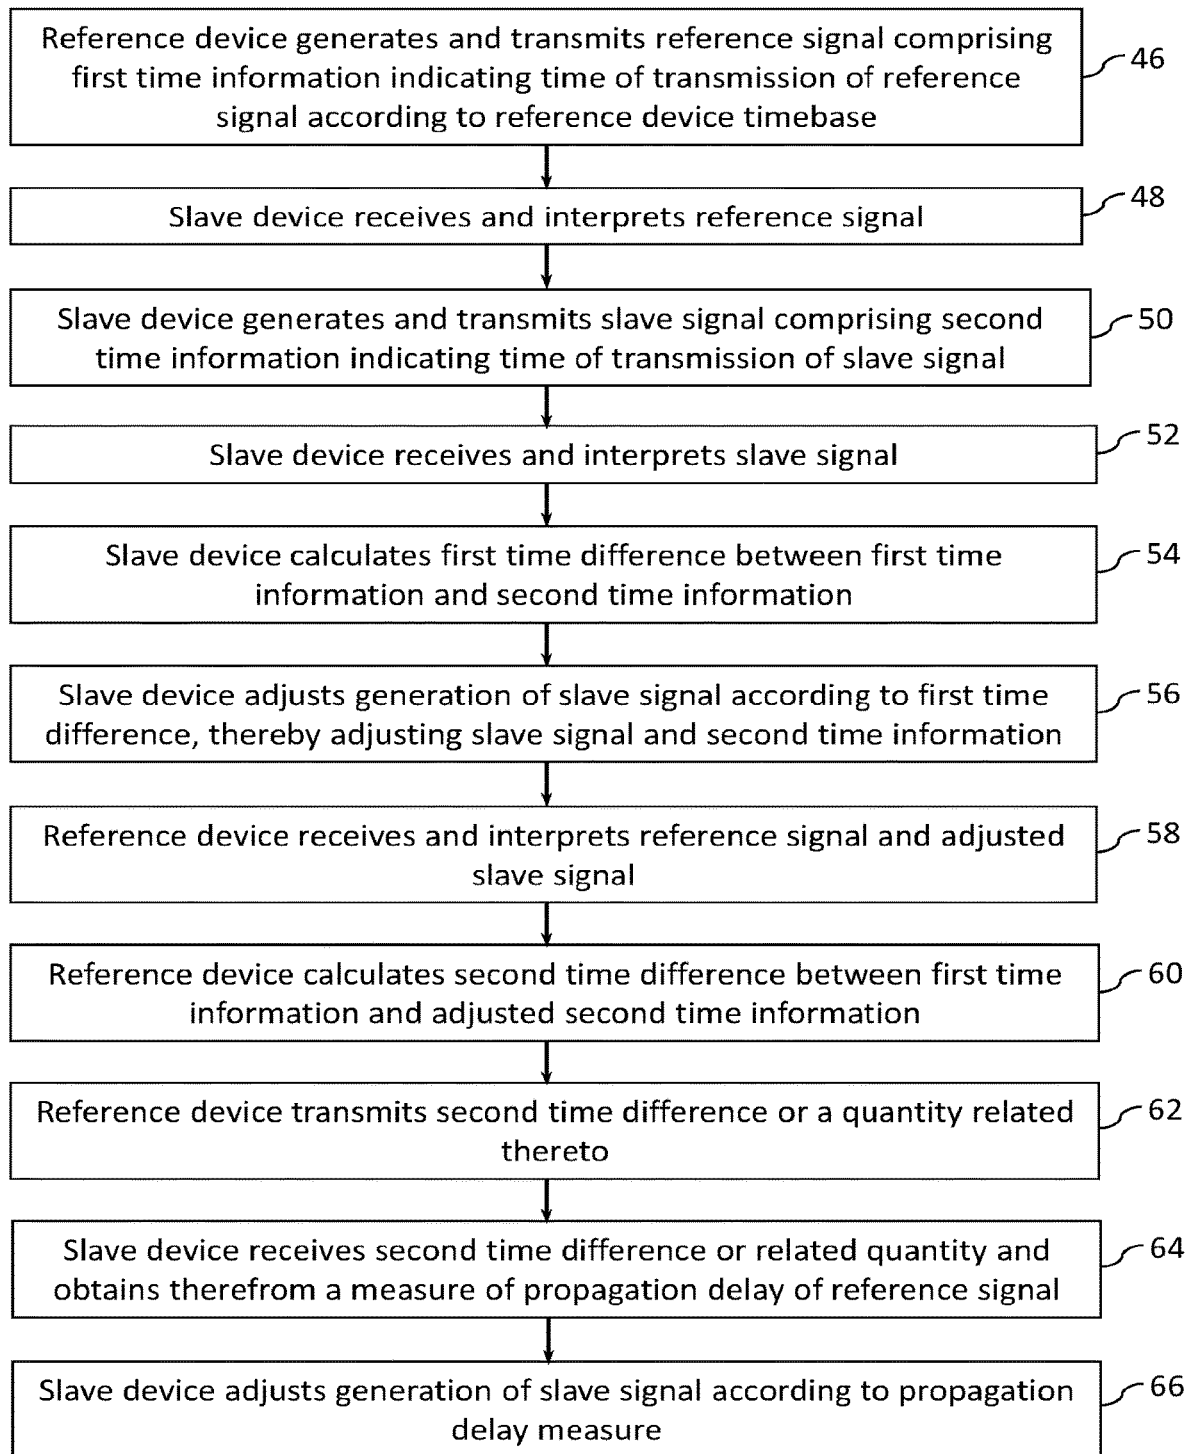 Reference device generates and transmits reference signal comprising
first time information indicating time of transmission of reference
signal according to reference device timebase
46
Slave device receives and interprets reference signal
48
Slave device generates and transmits slave signal comprising second
time information indicating time of transmission of slave signal
50
Slave device receives and interprets slave signal
52
Slave device calculates first time difference between first time
information and second time information
54
Slave device adjusts generation of slave signal according to first time
difference, thereby adjusting slave signal and second time information
56
Reference device receives and interprets reference signal and adjusted
slave signal
58
Reference device calculates second time difference between first time
information and adjusted second time information
60
Reference device transmits second time difference or a quantity related
thereto
62
Slave device receives second time difference or related quantity and
obtains therefrom a measure of propagation delay of reference signal
64
Slave device adjusts generation of slave signal according to propagation
delay measure
66